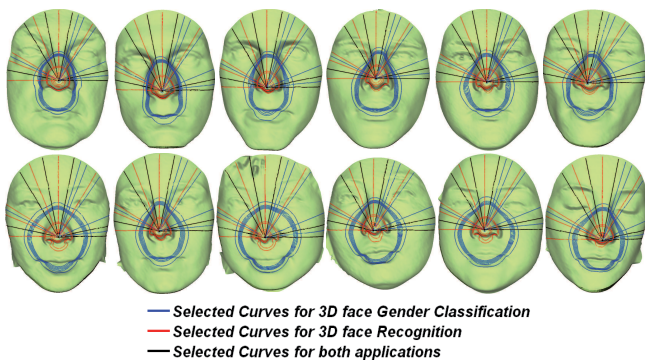 Selected Curves for 3D face Gender Classification
Selected Curves for 3D face Recognition
Selected Curves for both applications